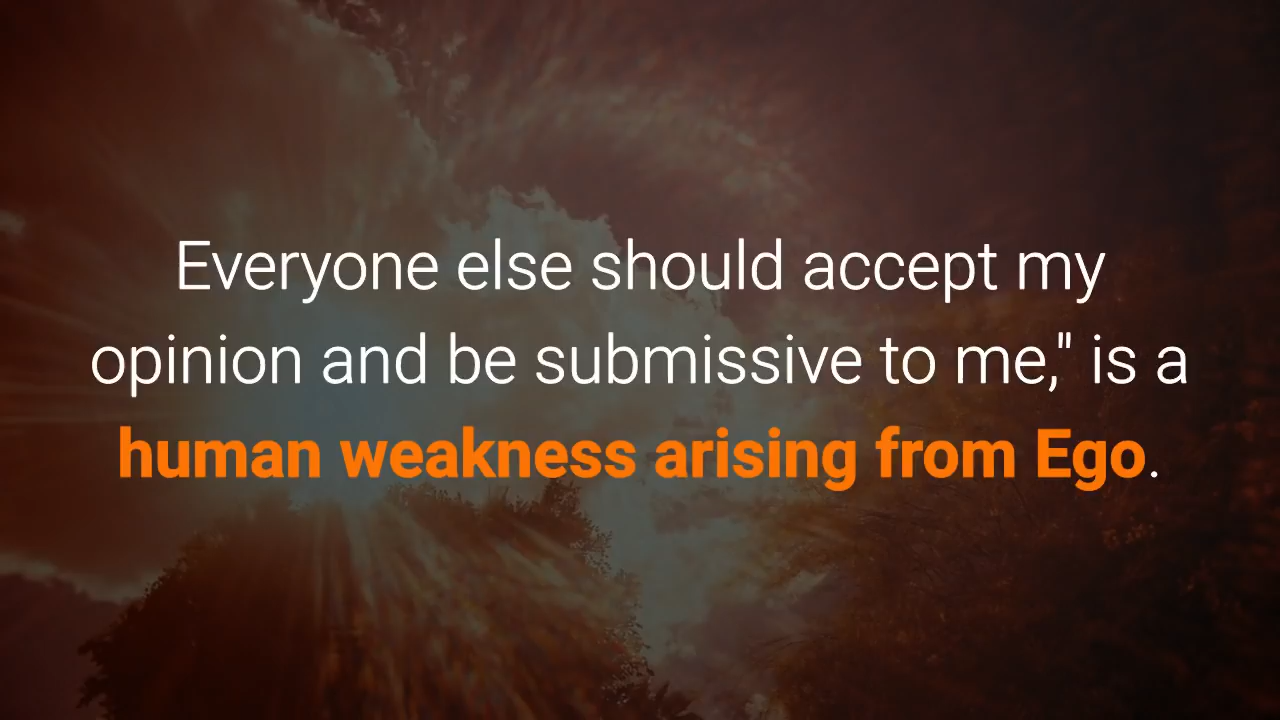 Everyone else should accept my
opinion and be submissive to me," is a
human weakness arising from Ego.